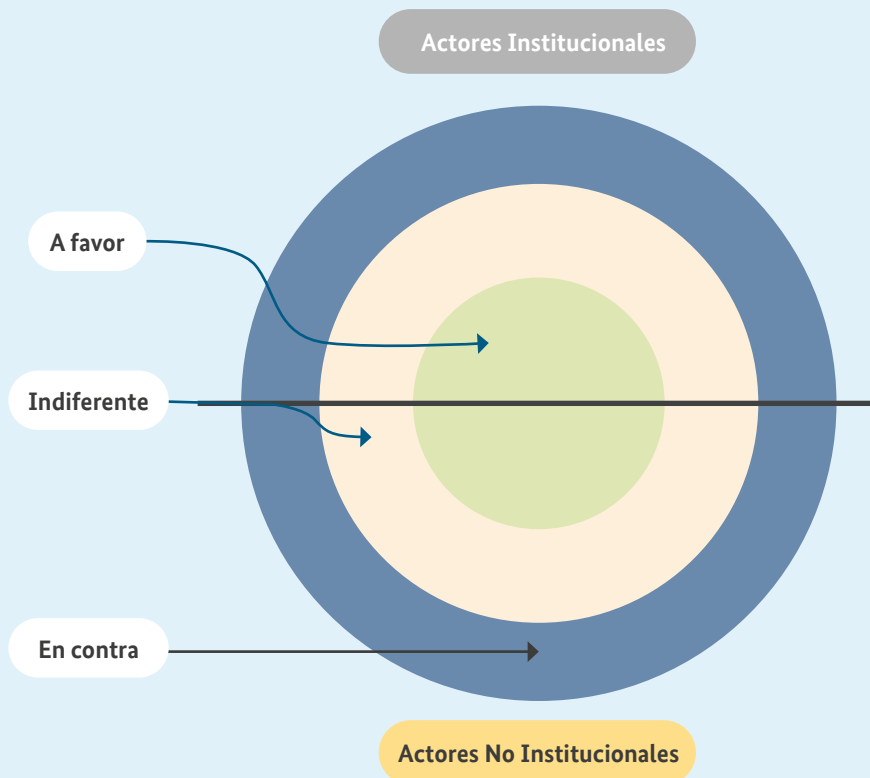 Actores Institucionales
A favor
Indiferente
En contra
Actores No Institucionales